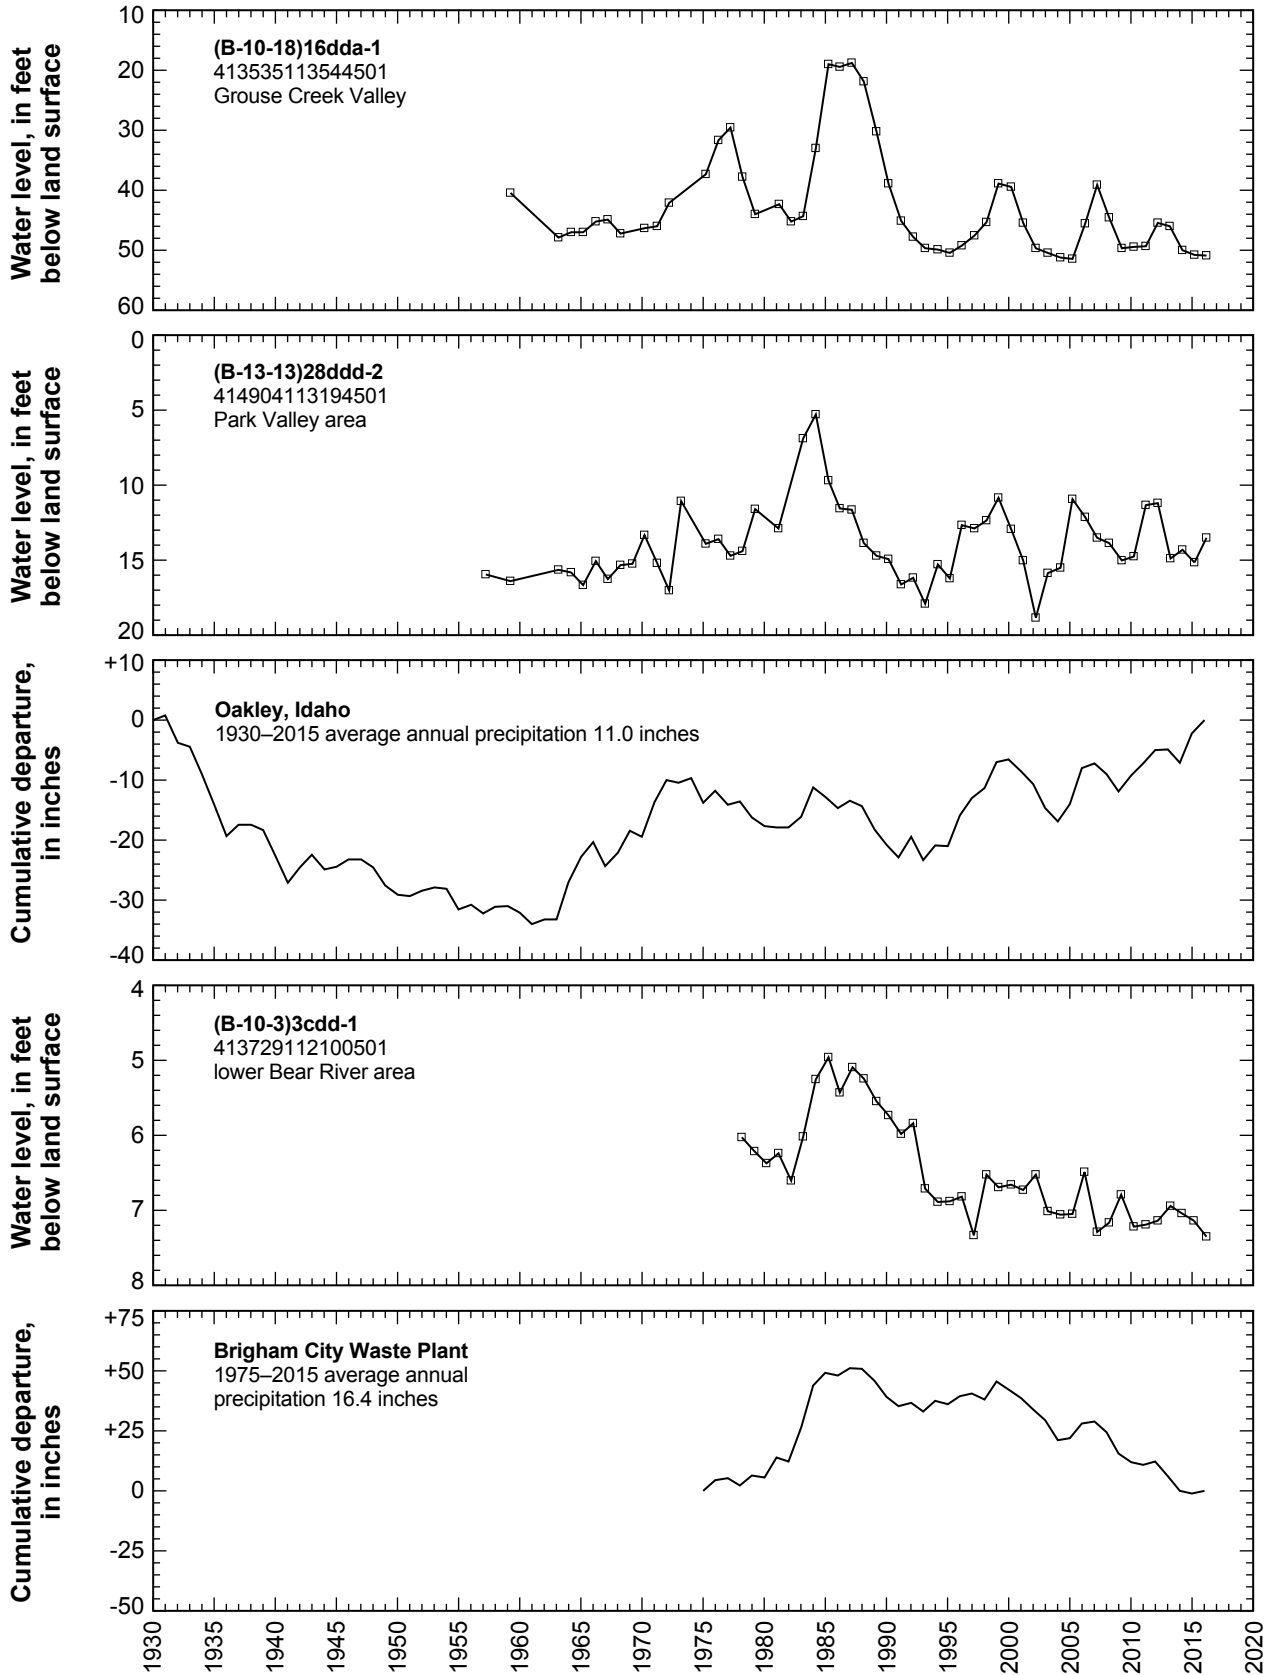 Water level, in feet
below land surface
10
20
30
40
50
60
(B-10-18)16dda-1
413535113544501
Grouse Creek Valley
Water level, in feet
below land surface
0
5
10
15
20
(B-13-13)28ddd-2
414904113194501
Park Valley area
Cumulative departure,
in inches
+10
0
-10
-20
-30
-40
Oakley, Idaho
1930–2015 average annual precipitation 11.0 inches
Water level, in feet
below land surface
4
5
6
7
8
(B-10-3)3cdd-1
413729112100501
lower Bear River area
Cumulative departure,
in inches
+75
+50
+25
0
-25
-50
Brigham City Waste Plant
1975–2015 average annual
precipitation 16.4 inches
1930
1935
1940
1945
1950
1955
1960
1965
1970
1975
1980
1985
1990
1995
2000
2005
2010
2015
2020